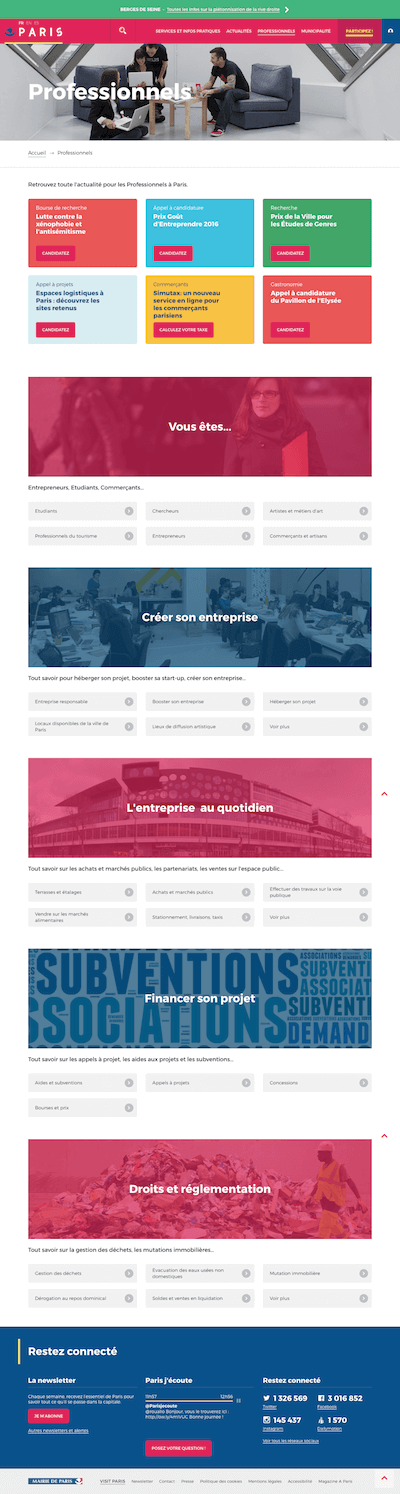 BERGES DE SEINE - Toutes les infos sur la piétonnisation de la rive droite
FR EN ES
PARIS
SERVICES ET INFOS PRATIQUES ACTUALITÉS PROFESSIONNELS MUNICIPALITÉ PARTICIPEZ !
Professionnels
Accueil → Professionnels
Retrouvez toute l'actualité pour les Professionnels à Paris.
Bourse de recherche
Lutte contre la
xénophobie et
l'antisémitisme
CANDIDATEZ
Appel à candidature
Prix Goût
d'Entreprendre 2016
CANDIDATEZ
Recherche
Prix de la Ville pour
les Études de Genres
CANDIDATEZ
Appel à projets
Espaces logistiques à
Paris : découvrez les
sites retenus
CANDIDATEZ
Commerçants
Simutax: un nouveau
service en ligne pour
les commerçants
parisiens
CALCULEZ VOTRE TAXE
Gastronomie
Appel à candidature
du Pavillon de l'Elysée
CANDIDATEZ
Vous êtes...
Entrepreneurs, Etudiants, Commerçants...
Etudiants
Chercheurs
Artistes et métiers d'art
Professionnels du tourisme
Entrepreneurs
Commerçants et artisans
Créer son entreprise
Tout savoir pour héberger son projet, booster sa start-up, créer son entreprise...
Entreprise responsable
Booster son entreprise
Héberger son projet
Locaux disponibles de la ville de
Paris
Lieux de diffusion artistique
Voir plus
L'entreprise au quotidien
Tout savoir sur les achats et marchés publics, les partenariats, les ventes sur l'espace public...
Terrasses et étalages
Achats et marchés publics
Effectuer des travaux sur la voie
publique
Vendre sur les marchés
alimentaires
Stationnement, livraisons, taxis
Voir plus
SUBVENTIONS
ASSOCIATIONS
SUBVENTI
ASSOCIAT
SUBVENTI
SSOCIATIONS
DEMAND
Financer son projet
Tout savoir sur les appels à projet, les aides aux projets et les subventions...
Aides et subventions
Appels à projets
Concessions
Bourses et prix
Droits et réglementation
Tout savoir sur la gestion des déchets, les mutations immobilières...
Gestion des déchets
Evacuation des eaux usées non
domestiques
Mutation immobilière
Dérogation au repos dominical
Soldes et ventes en liquidation
Voir plus
Restez connecté
La newsletter
Chaque semaine, recevez l'essentiel de Paris pour
savoir tout ce qu'il se passe dans la capitale.
JE M'ABONNE
Autres newsletters et alertes
Paris j'écoute
11h57 12h56
@Parisjecoute
Bonjour, vous le trouverez ici :
Bonne journée !
POSEZ VOTRE QUESTION !
Restez connecté
1 326 569
Twitter
3 016 852
Facebook
145 437
Instagram
1 570
Dailymotion
Voir tous les réseaux sociaux
MAIRIE DE PARIS
VISIT PARIS Newsletter Contact Presse Politique des cookies Mentions légales Accessibilité Magazine À Paris